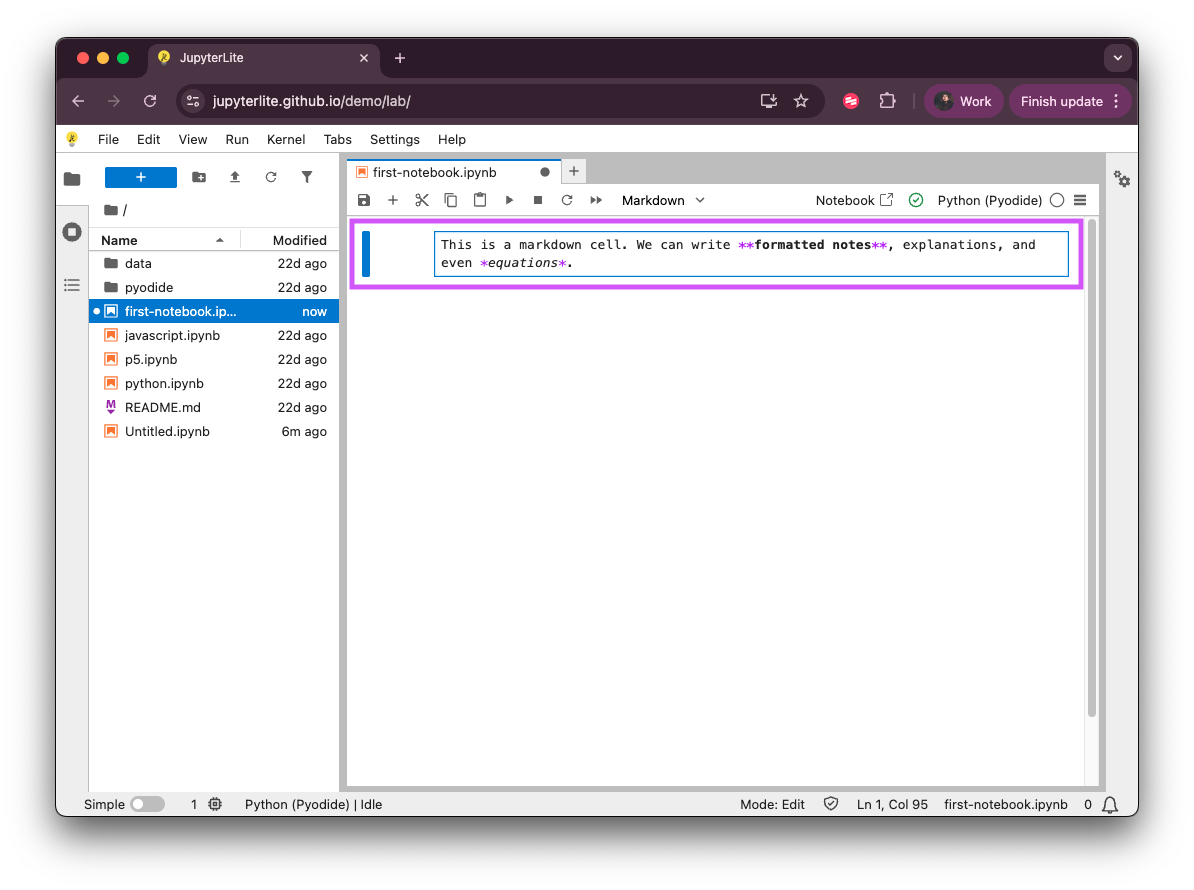 JupyterLite
jupyterlite.github.io/demo/lab/
Work
Finish update
File Edit View Run Kernel Tabs Settings Help
/
Name Modified
data 22d ago
pyodide 22d ago
first-notebook.ip... now
javascript.ipynb 22d ago
p5.ipynb 22d ago
python.ipynb 22d ago
README.md 22d ago
Untitled.ipynb 6m ago
first-notebook.ipynb
Markdown
Notebook
Python (Pyodide)
This is a markdown cell. We can write **formatted notes**, explanations, and
even *equations*.
Simple 1 Python (Pyodide) | Idle Mode: Edit Ln 1, Col 95 first-notebook.ipynb 0